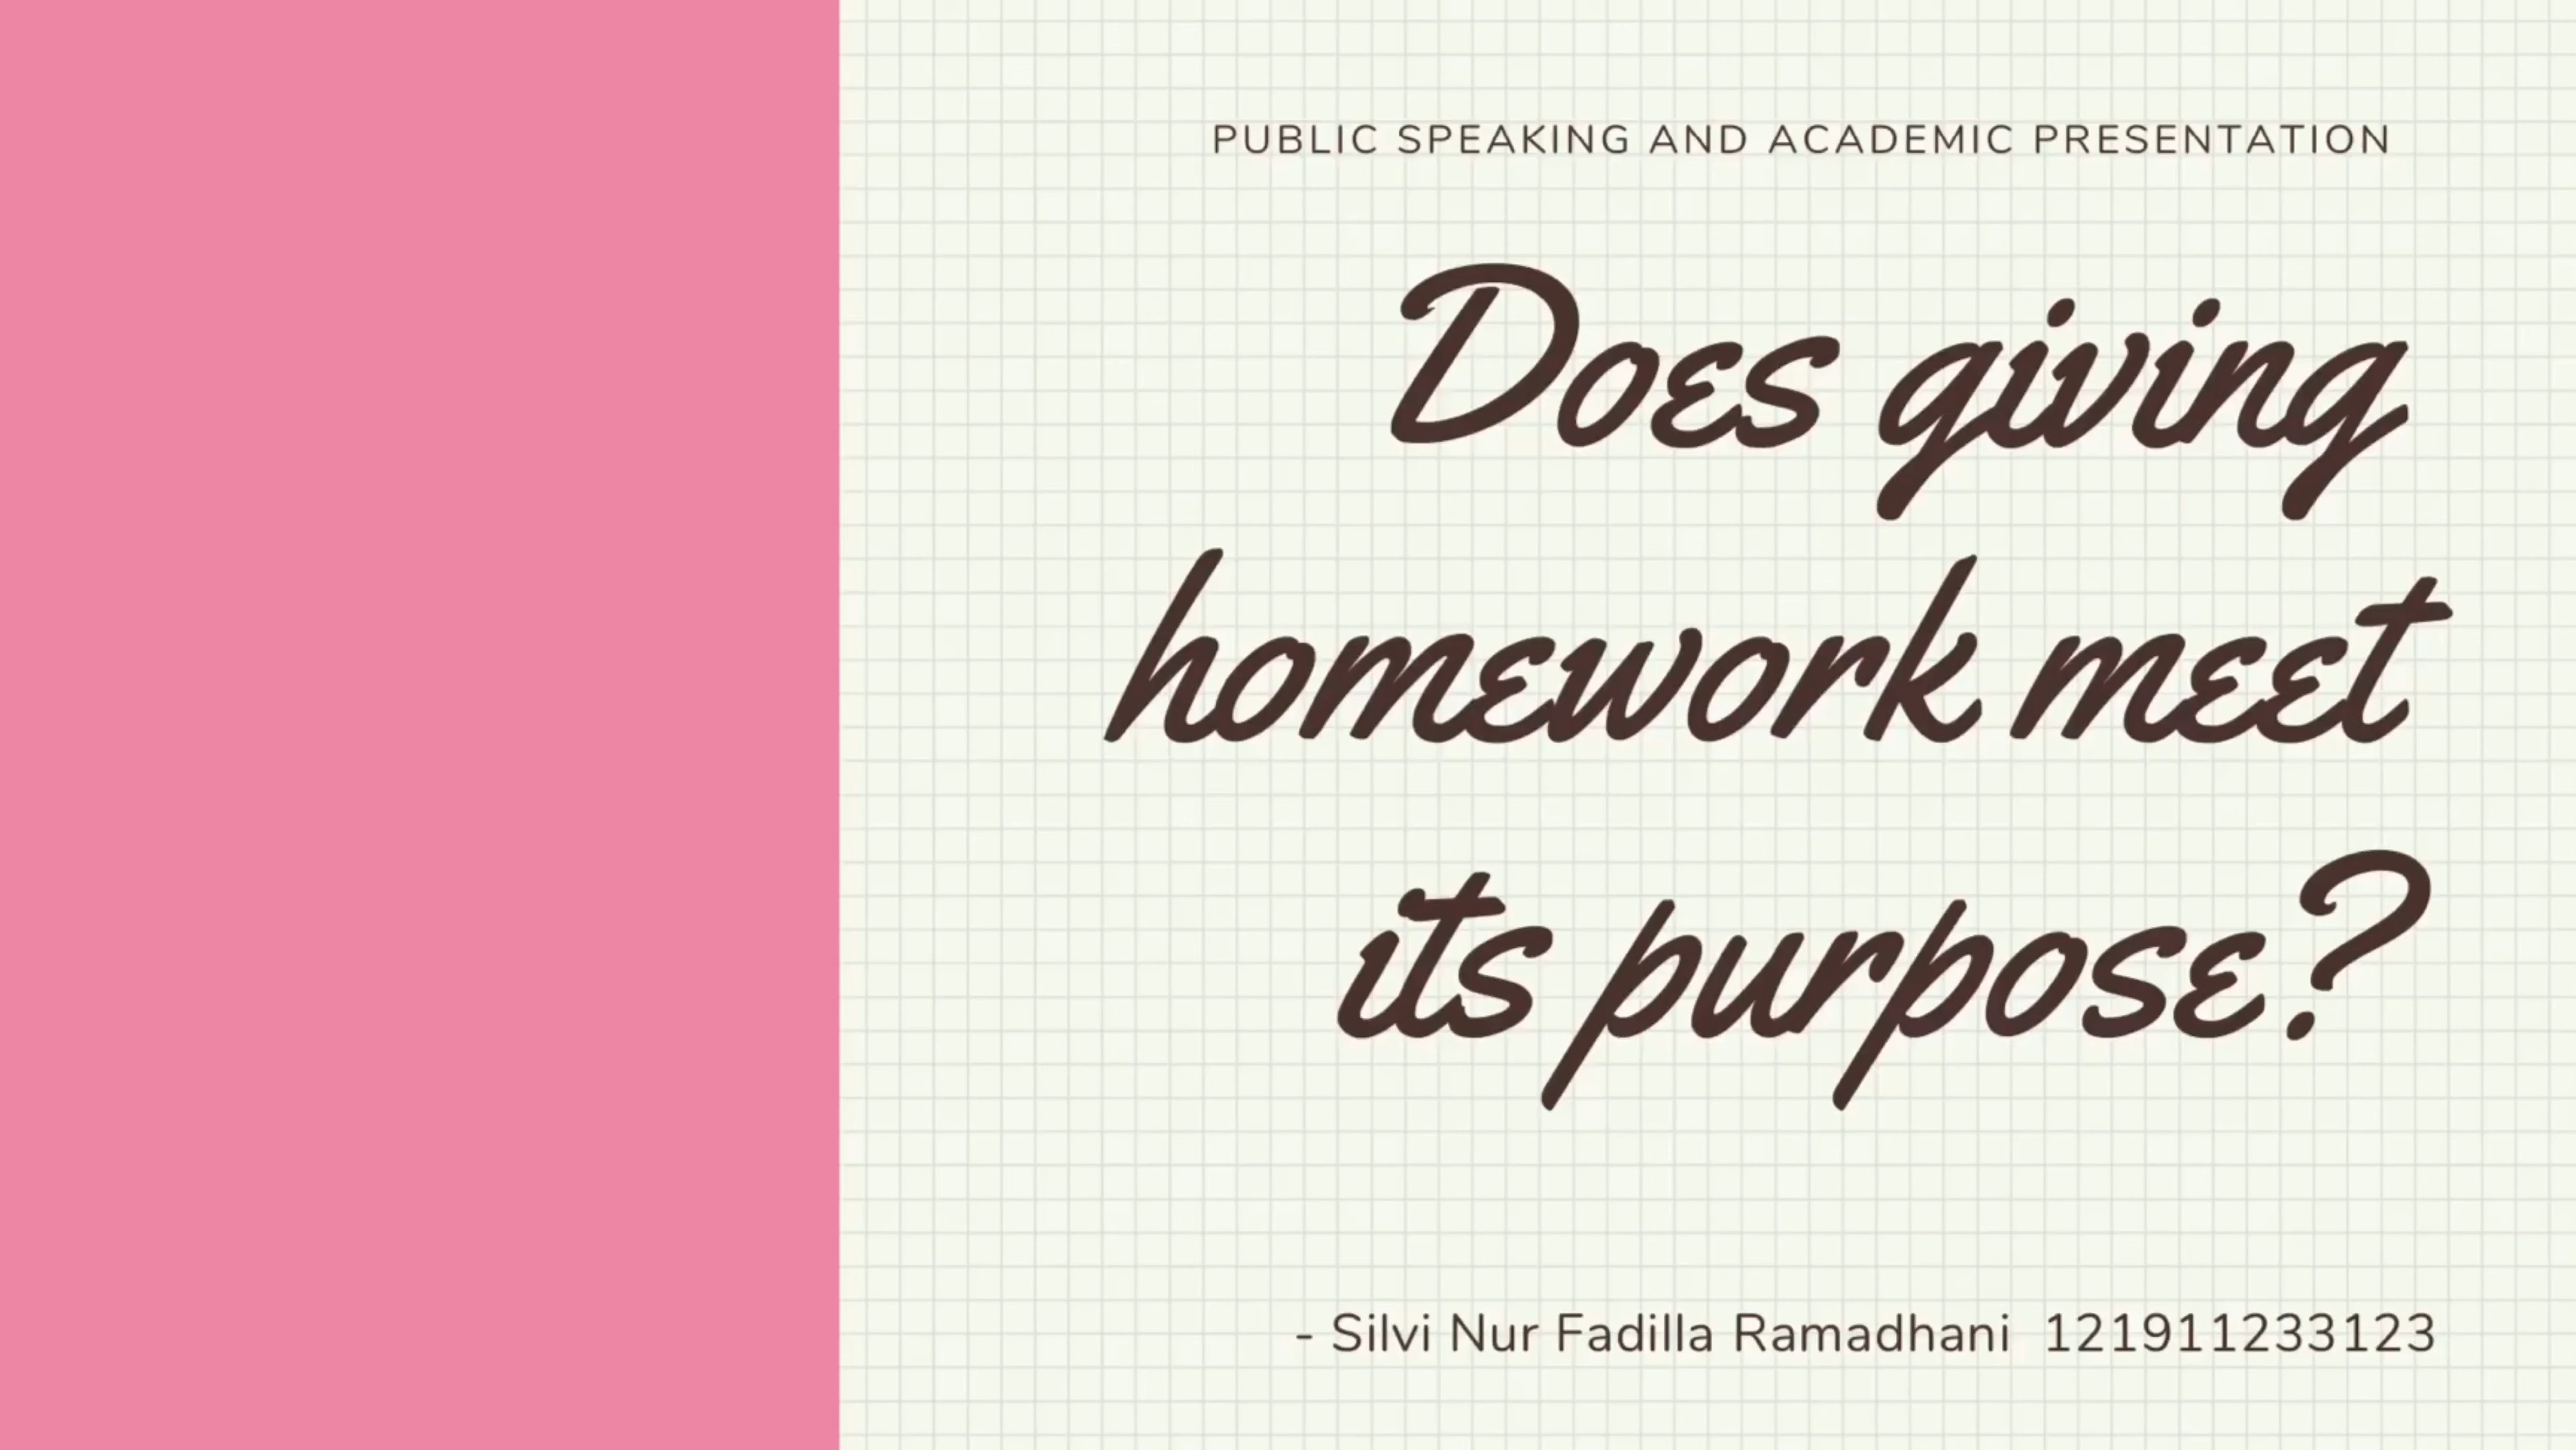 PUBLIC SPEAKING AND ACADEMIC PRESENTATION
Does giving
homework meet
its purpose?
- Silvi Nur Fadilla Ramadhani 121911233123